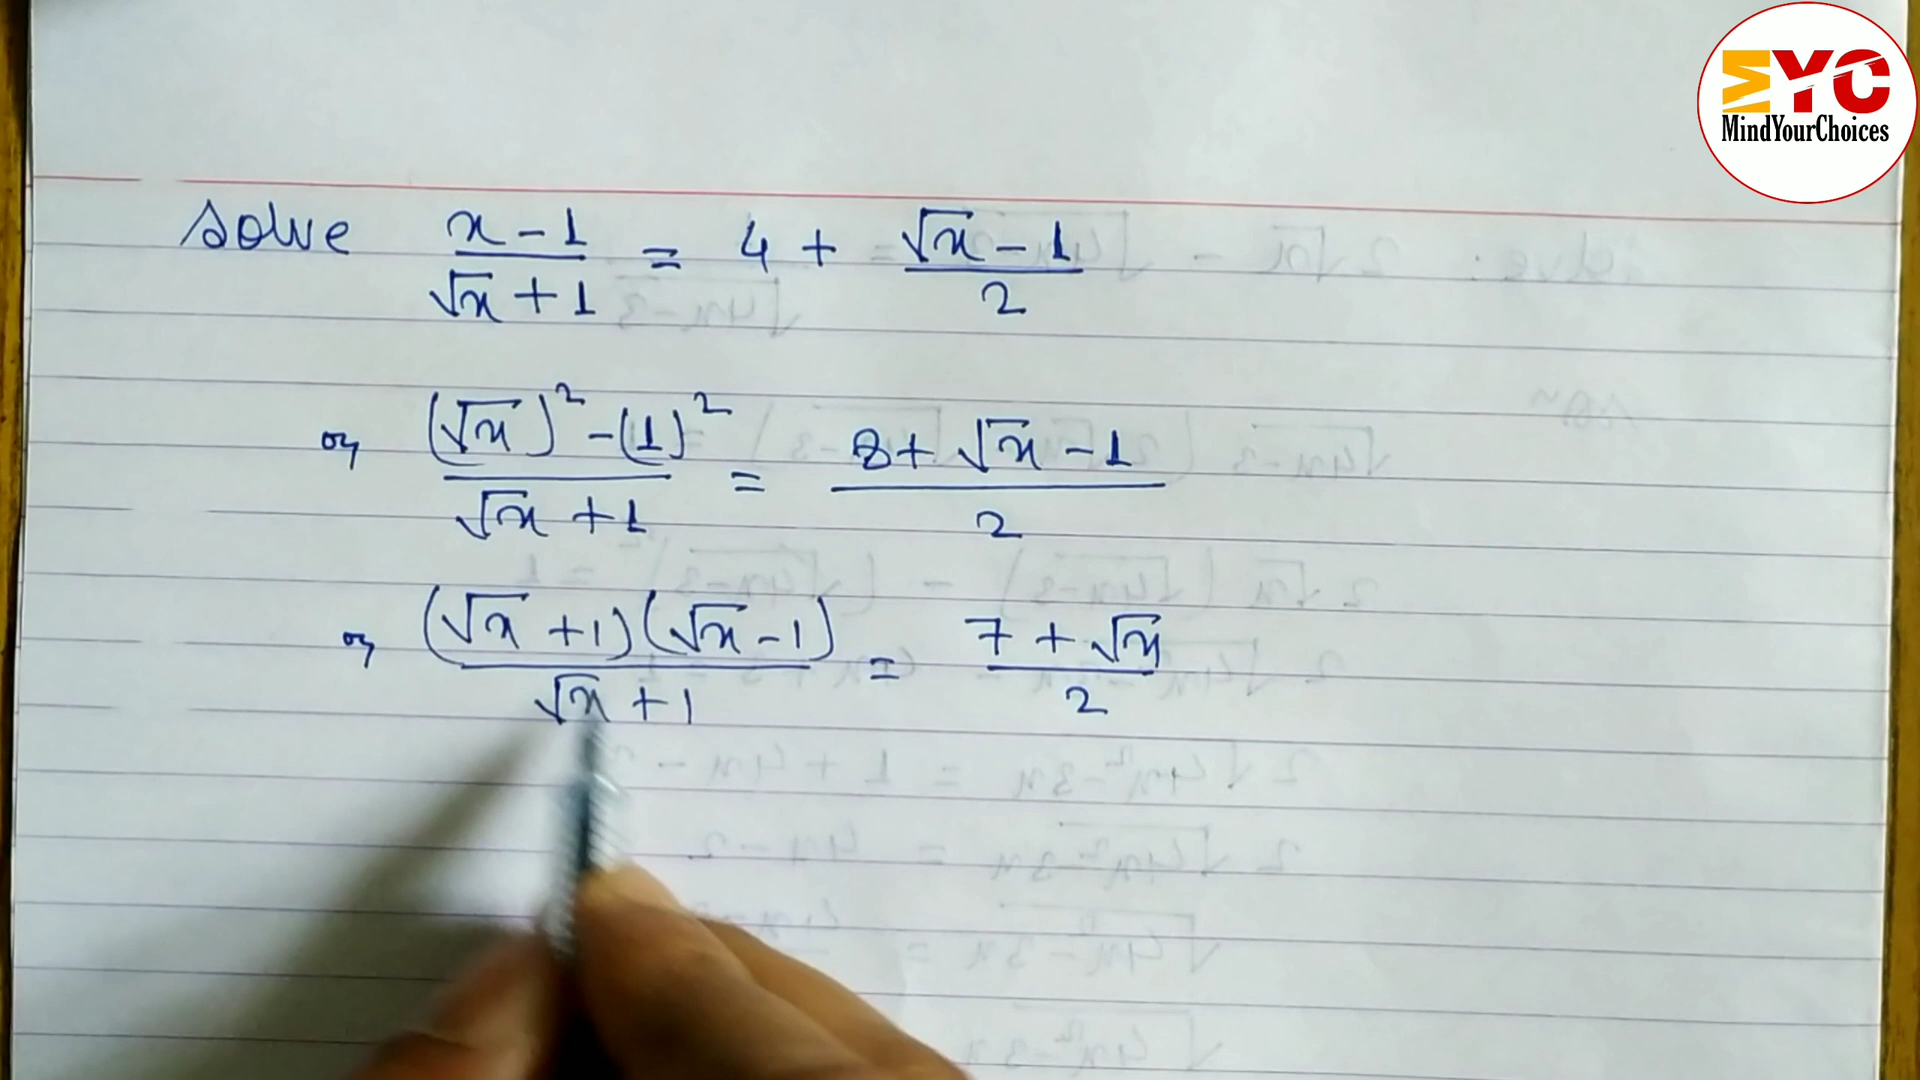 MYC
MindYourChoices
Solve (x-1)/(√x+1) = 4 + (√x-1)/2
or ((√x)²-(1)²)/(√x+1) = (8+√x-1)/2
or ((√x+1)(√x-1))/(√x+1) = (7+√x)/2